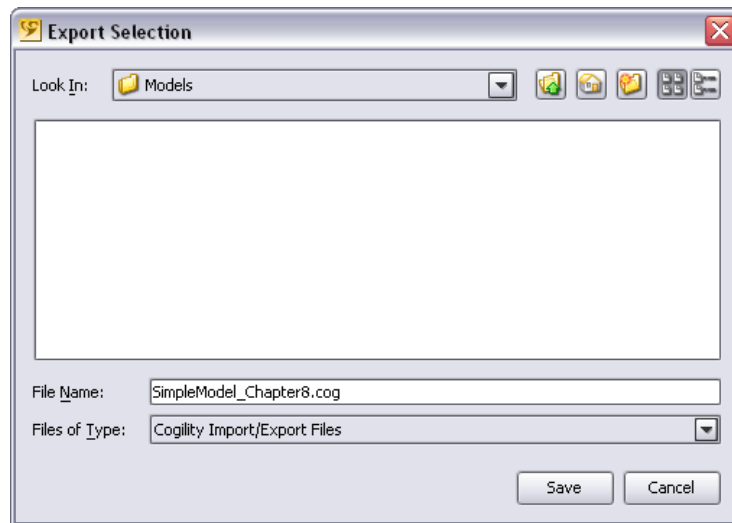 Export Selection
Look In: Models
File Name: SimpleModel_Chapter8.cog
Files of Type: Cogility Import/Export Files
Save Cancel